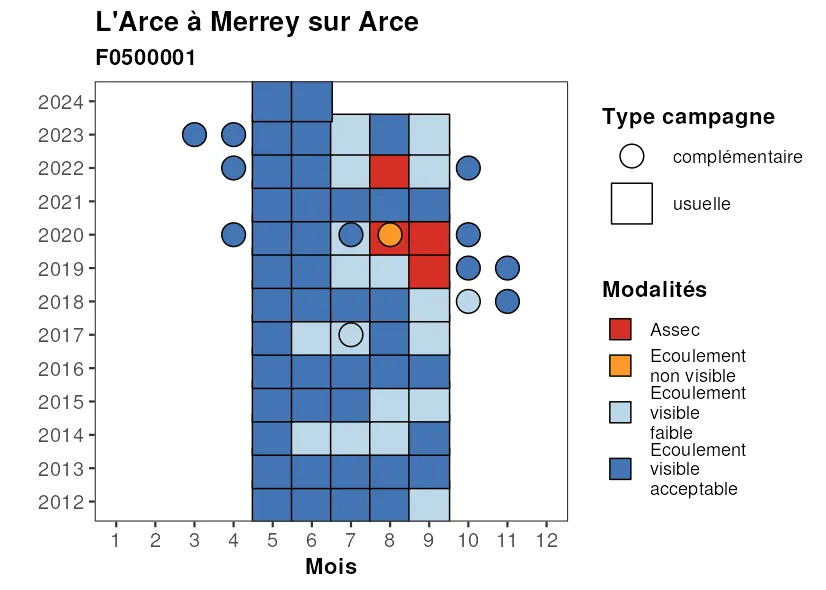 L'Arce à Merrey sur Arce
F0500001
2024
2023
2022
2021
2020
2019
2018
2017
2016
2015
2014
2013
2012
1 2 3 4 5 6 7 8 9 10 11 12
Mois
Type campagne
complémentaire
usuelle
Modalités
Assec
Ecoulement
non visible
Ecoulement
visible
faible
Ecoulement
visible
acceptable